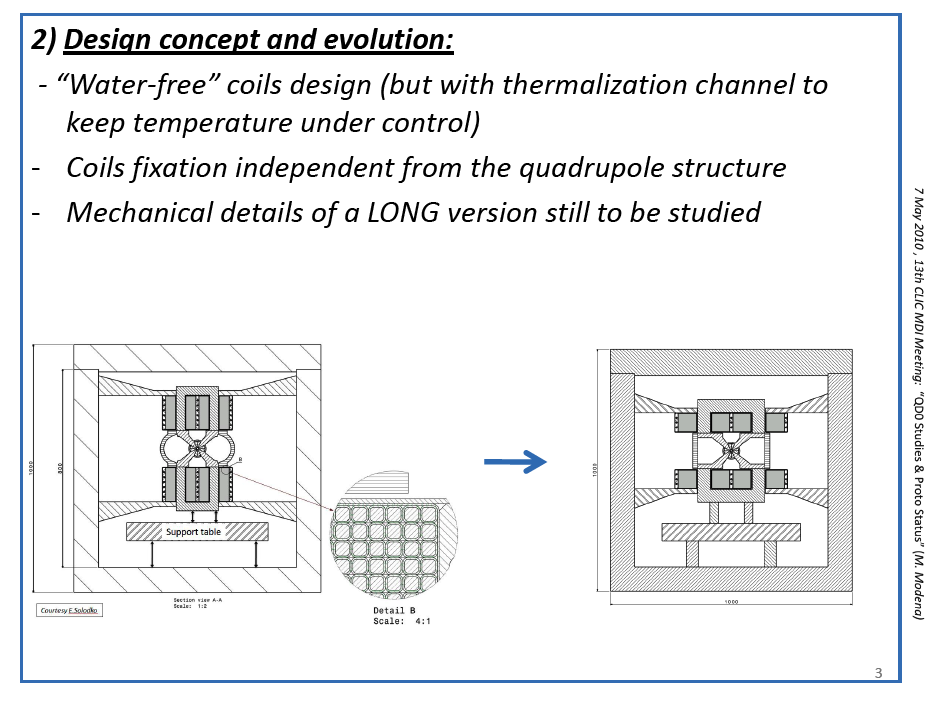 2) Design concept and evolution:
- “Water-free” coils design (but with thermalization channel to
keep temperature under control)
- Coils fixation independent from the quadrupole structure
- Mechanical details of a LONG version still to be studied
7 May 2010 , 13th CLIC MDI Meeting: “QD0 Studies & Proto Status” (M. Modena)
1000
800
B
Support table
Section view A-A
Scale: 1:2
Courtesy E.Solodko
Detail B
Scale: 4:1
1000
1000
3